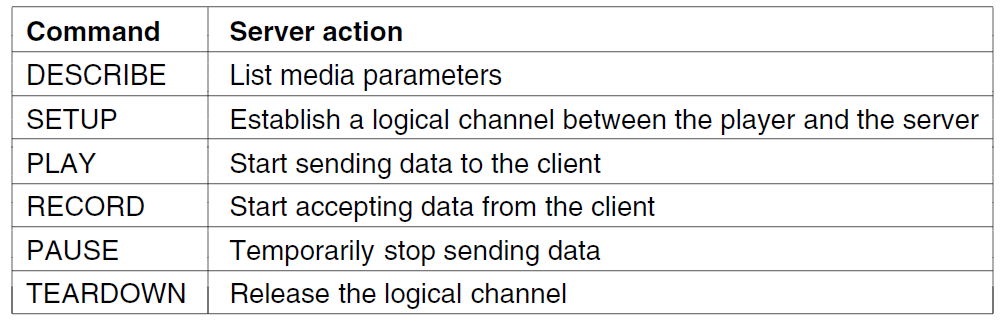 Command Server action
DESCRIBE List media parameters
SETUP Establish a logical channel between the player and the server
PLAY Start sending data to the client
RECORD Start accepting data from the client
PAUSE Temporarily stop sending data
TEARDOWN Release the logical channel